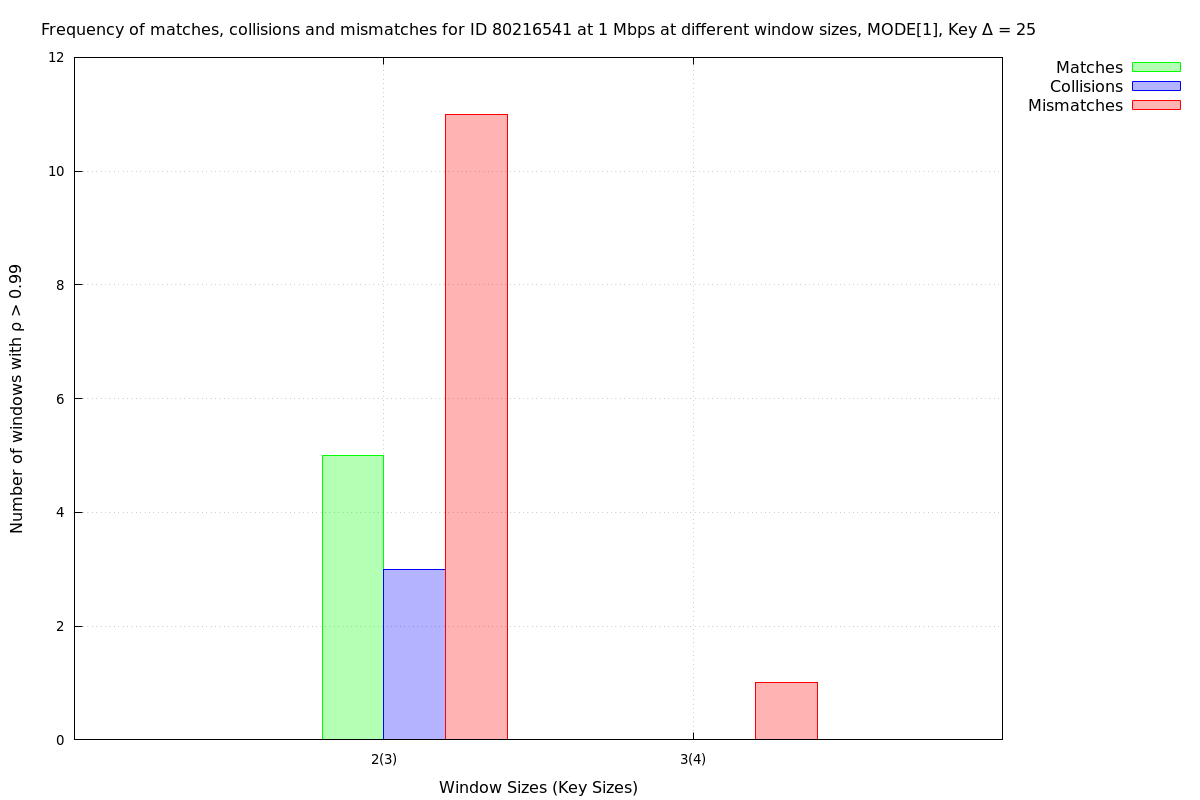 Frequency of matches, collisions and mismatches for ID 80216541 at 1 Mbps at different window sizes, MODE[1], Key Δ = 25
Matches
Collisions
Mismatches
12
10
8
6
4
2
0
Number of windows with ρ > 0.99
2(3)
3(4)
Window Sizes (Key Sizes)